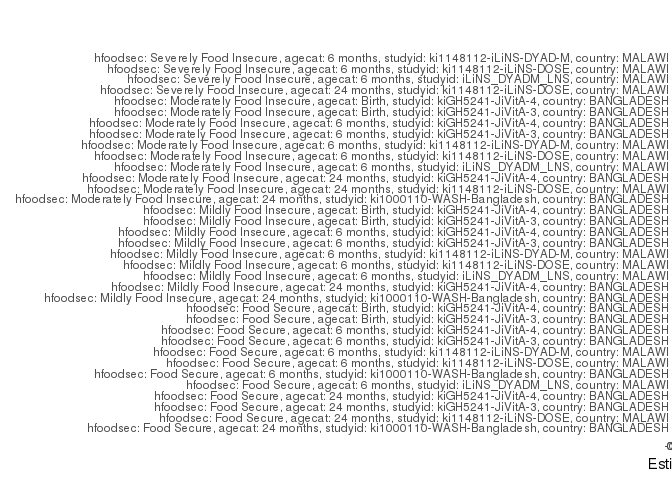 hfoodsec: Severely Food Insecure, agecat: 6 months, studyid: ki1148112-iLiNS-DYAD-M, country: MALAWI
hfoodsec: Severely Food Insecure, agecat: 6 months, studyid: ki1148112-iLiNS-DOSE, country: MALAWI
hfoodsec: Severely Food Insecure, agecat: 6 months, studyid: iLiNS_DYADM_LNS, country: MALAWI
hfoodsec: Severely Food Insecure, agecat: 24 months, studyid: ki1148112-iLiNS-DOSE, country: MALAWI
hfoodsec: Moderately Food Insecure, agecat: Birth, studyid: kiGH5241-JiVitA-4, country: BANGLADESH
hfoodsec: Moderately Food Insecure, agecat: Birth, studyid: kiGH5241-JiVitA-3, country: BANGLADESH
hfoodsec: Moderately Food Insecure, agecat: 6 months, studyid: kiGH5241-JiVitA-4, country: BANGLADESH
hfoodsec: Moderately Food Insecure, agecat: 6 months, studyid: kiGH5241-JiVitA-3, country: BANGLADESH
hfoodsec: Moderately Food Insecure, agecat: 6 months, studyid: ki1148112-iLiNS-DYAD-M, country: MALAWI
hfoodsec: Moderately Food Insecure, agecat: 6 months, studyid: ki1148112-iLiNS-DOSE, country: MALAWI
hfoodsec: Moderately Food Insecure, agecat: 6 months, studyid: iLiNS_DYADM_LNS, country: MALAWI
hfoodsec: Moderately Food Insecure, agecat: 24 months, studyid: kiGH5241-JiVitA-4, country: BANGLADESH
hfoodsec: Moderately Food Insecure, agecat: 24 months, studyid: ki1148112-iLiNS-DOSE, country: MALAWI
hfoodsec: Moderately Food Insecure, agecat: 24 months, studyid: ki1000110-WASH-Bangladesh, country: BANGLADESH
hfoodsec: Mildly Food Insecure, agecat: Birth, studyid: kiGH5241-JiVitA-4, country: BANGLADESH
hfoodsec: Mildly Food Insecure, agecat: Birth, studyid: kiGH5241-JiVitA-3, country: BANGLADESH
hfoodsec: Mildly Food Insecure, agecat: 6 months, studyid: kiGH5241-JiVitA-4, country: BANGLADESH
hfoodsec: Mildly Food Insecure, agecat: 6 months, studyid: kiGH5241-JiVitA-3, country: BANGLADESH
hfoodsec: Mildly Food Insecure, agecat: 6 months, studyid: ki1148112-iLiNS-DYAD-M, country: MALAWI
hfoodsec: Mildly Food Insecure, agecat: 6 months, studyid: ki1148112-iLiNS-DOSE, country: MALAWI
hfoodsec: Mildly Food Insecure, agecat: 6 months, studyid: iLiNS_DYADM_LNS, country: MALAWI
hfoodsec: Mildly Food Insecure, agecat: 24 months, studyid: kiGH5241-JiVitA-4, country: BANGLADESH
hfoodsec: Mildly Food Insecure, agecat: 24 months, studyid: ki1000110-WASH-Bangladesh, country: BANGLADESH
hfoodsec: Food Secure, agecat: Birth, studyid: kiGH5241-JiVitA-4, country: BANGLADESH
hfoodsec: Food Secure, agecat: Birth, studyid: kiGH5241-JiVitA-3, country: BANGLADESH
hfoodsec: Food Secure, agecat: 6 months, studyid: kiGH5241-JiVitA-4, country: BANGLADESH
hfoodsec: Food Secure, agecat: 6 months, studyid: kiGH5241-JiVitA-3, country: BANGLADESH
hfoodsec: Food Secure, agecat: 6 months, studyid: ki1148112-iLiNS-DYAD-M, country: MALAWI
hfoodsec: Food Secure, agecat: 6 months, studyid: ki1148112-iLiNS-DOSE, country: MALAWI
hfoodsec: Food Secure, agecat: 6 months, studyid: ki1000110-WASH-Bangladesh, country: BANGLADESH
hfoodsec: Food Secure, agecat: 6 months, studyid: iLiNS_DYADM_LNS, country: MALAWI
hfoodsec: Food Secure, agecat: 24 months, studyid: kiGH5241-JiVitA-4, country: BANGLADESH
hfoodsec: Food Secure, agecat: 24 months, studyid: kiGH5241-JiVitA-3, country: BANGLADESH
hfoodsec: Food Secure, agecat: 24 months, studyid: ki1148112-iLiNS-DOSE, country: MALAWI
hfoodsec: Food Secure, agecat: 24 months, studyid: ki1000110-WASH-Bangladesh, country: BANGLADESH
Esti